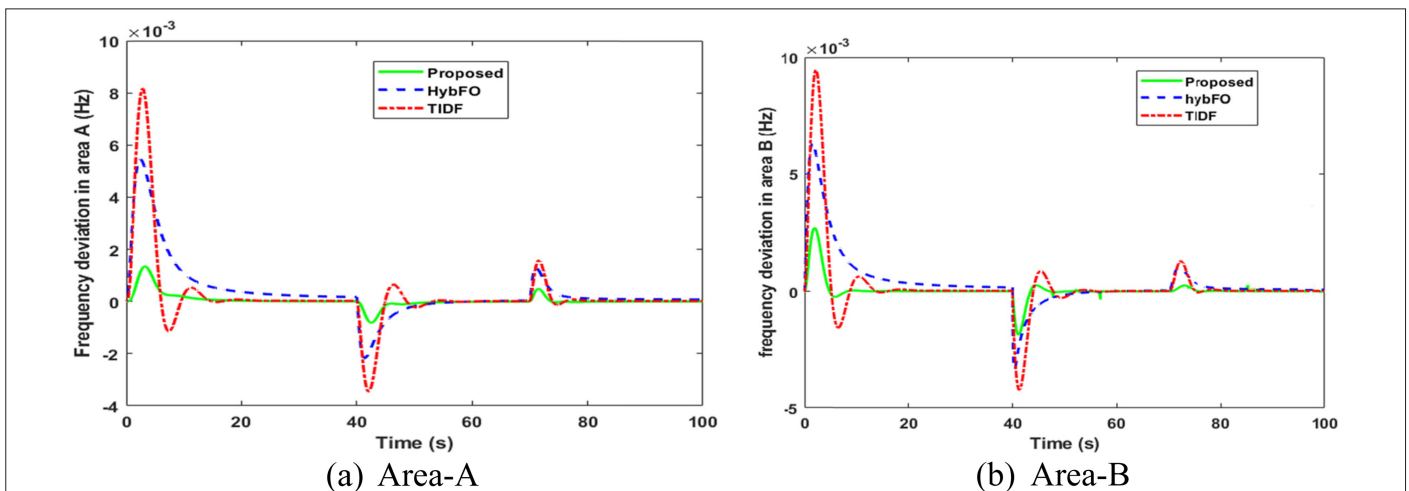 ×10⁻³
10
8
6
4
2
0
-2
-4
0 20 40 60 80 100
Frequency deviation in area A (Hz)
Time (s)
Proposed
HybFO
TIDF
(a) Area-A
×10⁻³
10
5
0
-5
0 20 40 60 80 100
frequency deviation in area B (Hz)
Time (s)
Proposed
hybFO
TIDF
(b) Area-B